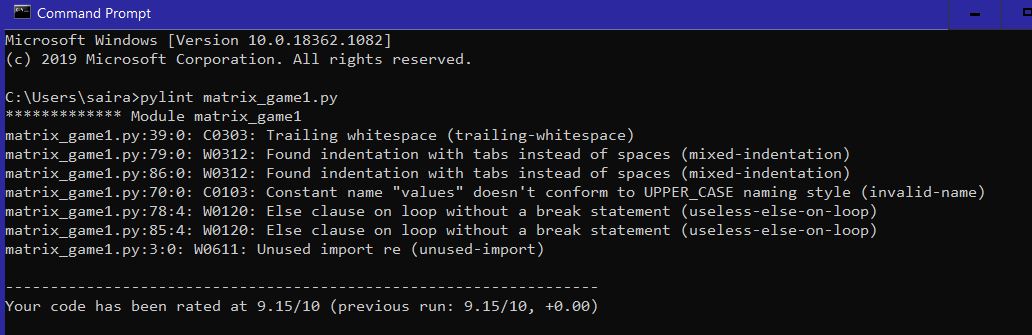 Command Prompt
Microsoft Windows [Version 10.0.18362.1082]
(c) 2019 Microsoft Corporation. All rights reserved.
C:\Users\saira>pylint matrix_game1.py
************* Module matrix_game1
matrix_game1.py:39:0: C0303: Trailing whitespace (trailing-whitespace)
matrix_game1.py:79:0: W0312: Found indentation with tabs instead of spaces (mixed-indentation)
matrix_game1.py:86:0: W0312: Found indentation with tabs instead of spaces (mixed-indentation)
matrix_game1.py:70:0: C0103: Constant name "values" doesn't conform to UPPER_CASE naming style (invalid-name)
matrix_game1.py:78:4: W0120: Else clause on loop without a break statement (useless-else-on-loop)
matrix_game1.py:85:4: W0120: Else clause on loop without a break statement (useless-else-on-loop)
matrix_game1.py:3:0: W0611: Unused import re (unused-import)
------------------------------------------------------------------
Your code has been rated at 9.15/10 (previous run: 9.15/10, +0.00)